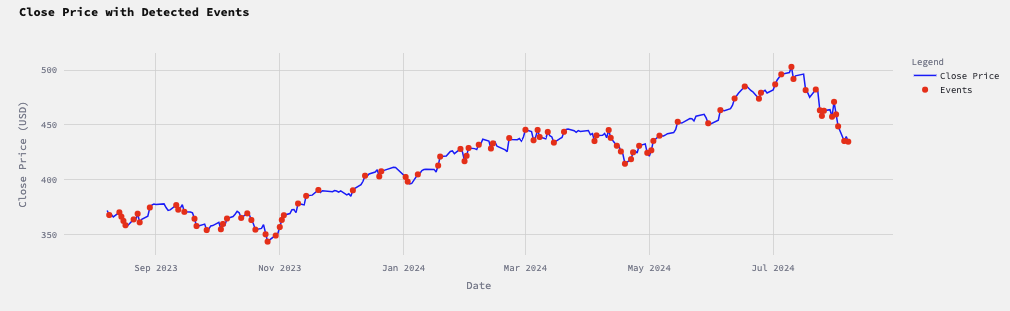 Close Price with Detected Events
Legend
Close Price
Events
Close Price (USD)
500
450
400
350
Sep 2023
Nov 2023
Jan 2024
Mar 2024
May 2024
Jul 2024
Date